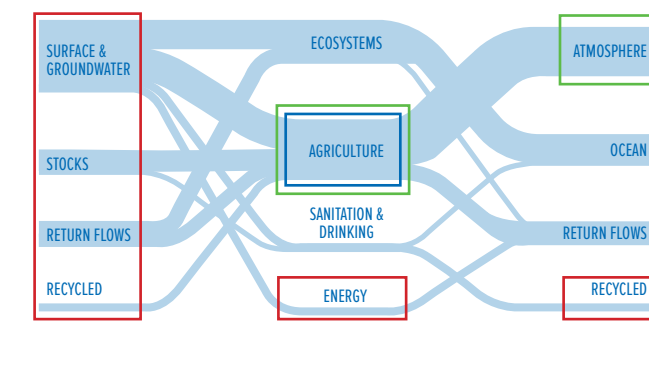 SURFACE &
GROUNDWATER
STOCKS
RETURN FLOWS
RECYCLED
ECOSYSTEMS
AGRICULTURE
SANITATION &
DRINKING
ENERGY
ATMOSPHERE
OCEAN
RETURN FLOWS
RECYCLED